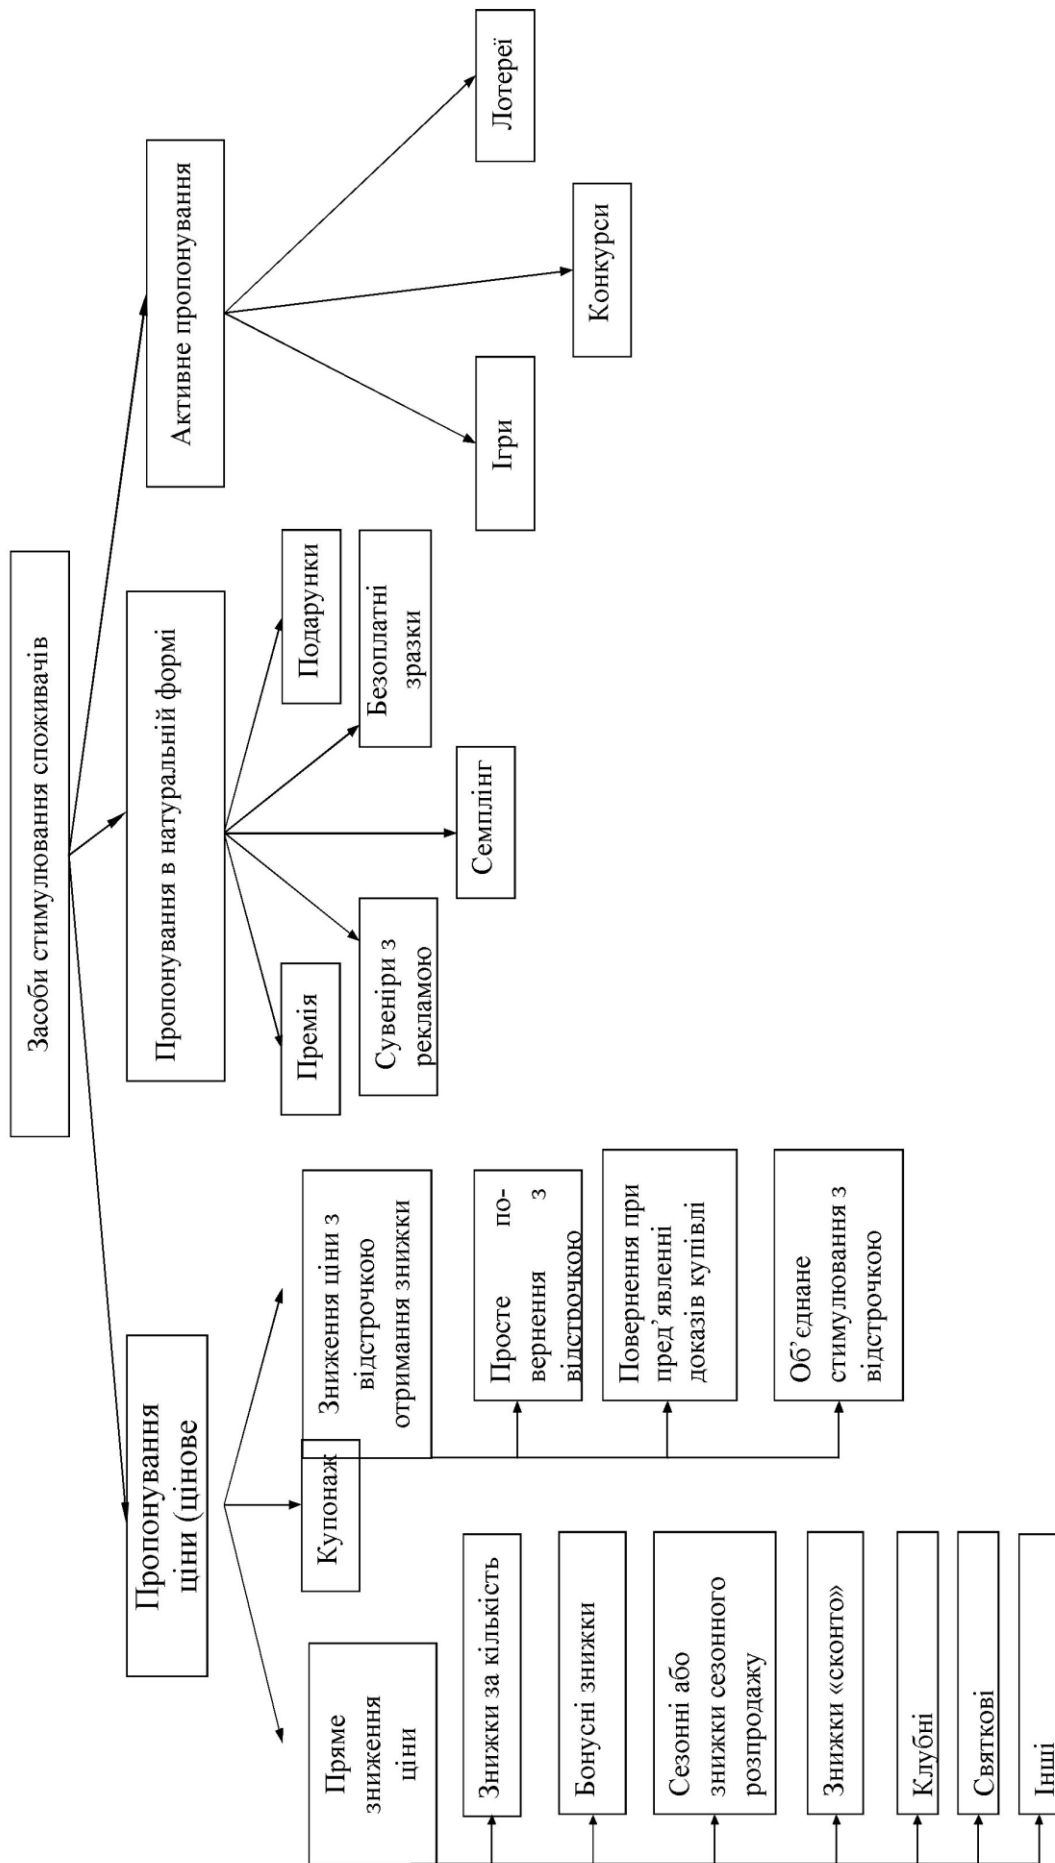 Засоби стимулювання споживачів
Пропонування
ціни (цінове
Пропонування в натуральній формі
Активне пропонування
Пряме
зниження
ціни
Купонаж
Зниження ціни з
відстрочкою
отримання знижки
Премія
Сувеніри з
рекламою
Семплінг
Безоплатні
зразки
Подарунки
Ігри
Конкурси
Лотереї
Знижки за кількість
Бонусні знижки
Сезонні або
знижки сезонного
розпродажу
Знижки «сконто»
Клубні
Святкові
Інші
Просте по-
вернення з
відстрочкою
Повернення при
пред’явленні
доказів купівлі
Об’єднане
стимулювання з
відстрочкою